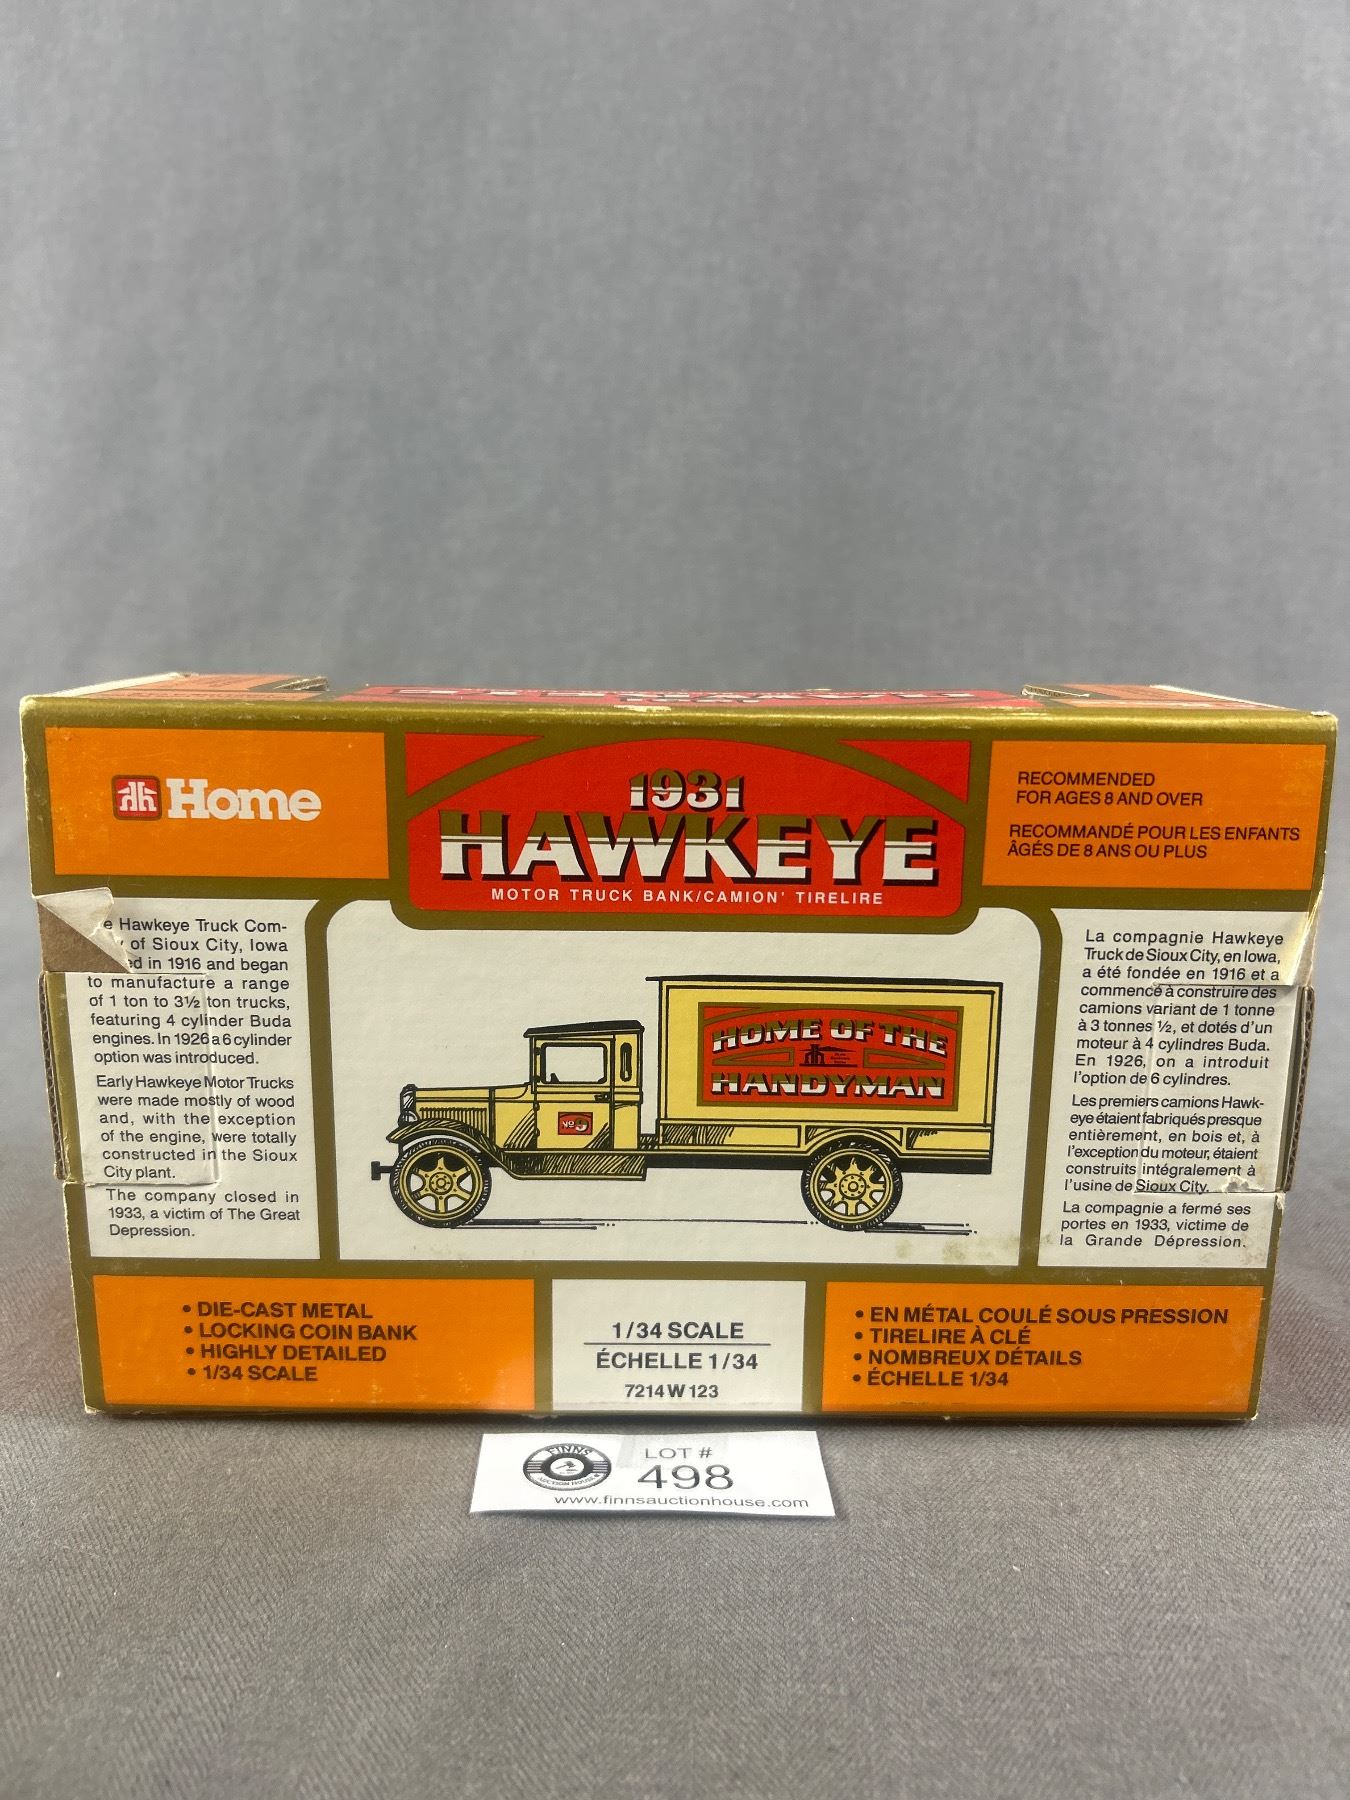 Home
1931
HAWKEYE
MOTOR TRUCK BANK/CAMION' TIRELIRE
RECOMMENDED
FOR AGES 8 AND OVER
RECOMMANDÉ POUR LES ENFANTS
ÂGÉS DE 8 ANS OU PLUS
Hawkeye Truck Com-
of Sioux City, Iowa
in 1916 and began
to manufacture a range
of 1 ton to 3½ ton trucks,
featuring 4 cylinder Buda
engines. In 1926 a 6 cylinder
option was introduced.
Early Hawkeye Motor Trucks
were made mostly of wood
and, with the exception
of the engine, were totally
constructed in the Sioux
City plant.
The company closed in
1933, a victim of The Great
Depression.
HOME OF THE
HANDYMAN
Nº 9
La compagnie Hawkeye
Truck de Sioux City, en Iowa,
a été fondée en 1916 et a
commencé à construire des
camions variant de 1 tonne
à 3 tonnes ½, et dotés d'un
moteur à 4 cylindres Buda.
En 1926, on a introduit
l'option de 6 cylindres.
Les premiers camions Hawk-
eye étaient fabriqués presque
entièrement, en bois et, à
l'exception du moteur, étaient
construits intégralement à
l'usine de Sioux City.
La compagnie a fermé ses
portes en 1933, victime de
la Grande Dépression.
• DIE-CAST METAL
• LOCKING COIN BANK
• HIGHLY DETAILED
• 1/34 SCALE
1/34 SCALE
ÉCHELLE 1/34
7214 W 123
• EN MÉTAL COULÉ SOUS PRESSION
• TIRELIRE À CLÉ
• NOMBREUX DÉTAILS
• ÉCHELLE 1/34
FINNS
AUCTION HOUSE
LOT #
498
www.finnsauctionhouse.com